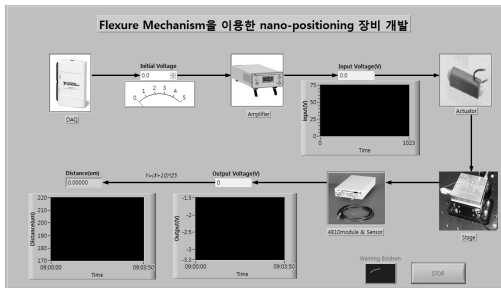 Flexure Mechanism을 이용한 nano-positioning 장비 개발
Initial Voltage
0.0
0 1 2 3 4 5
DAQ
Amplifier
Input Voltage(V)
0.0
Input(V)
75-
50-
25-
0-
0 1023
Time
Actuator
Distance(um)
0.00000
Y=(X+10)*25
Output Voltage(V)
0
4810module & Sensor
Stage
Distance(um)
220-
210-
200-
190-
180-
170-
09:00:00 09:03:50
Time
Output(V)
-1.5-
-2-
-2.5-
-3-
-3.3-
09:00:00 09:03:50
Time
Warning Boolean
STOP